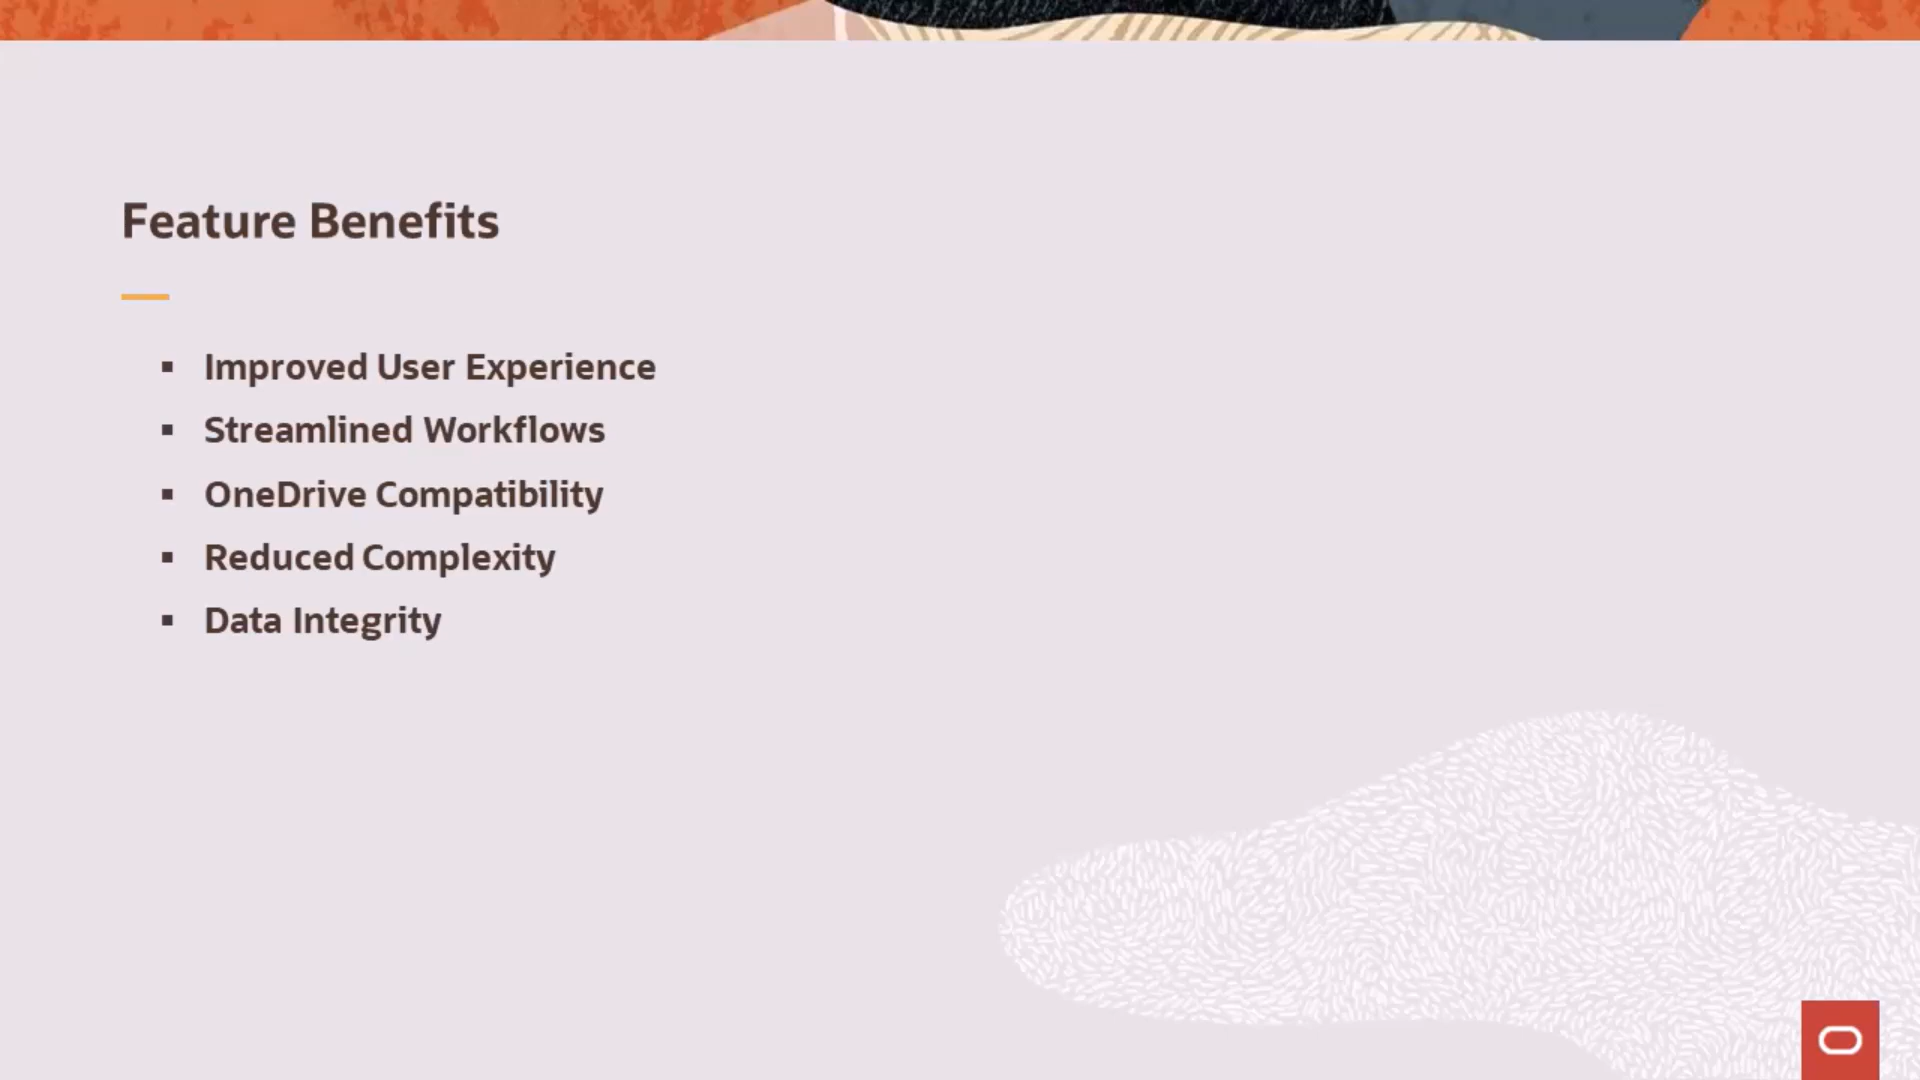 Feature Benefits
▪ Improved User Experience
▪ Streamlined Workflows
▪ OneDrive Compatibility
▪ Reduced Complexity
▪ Data Integrity